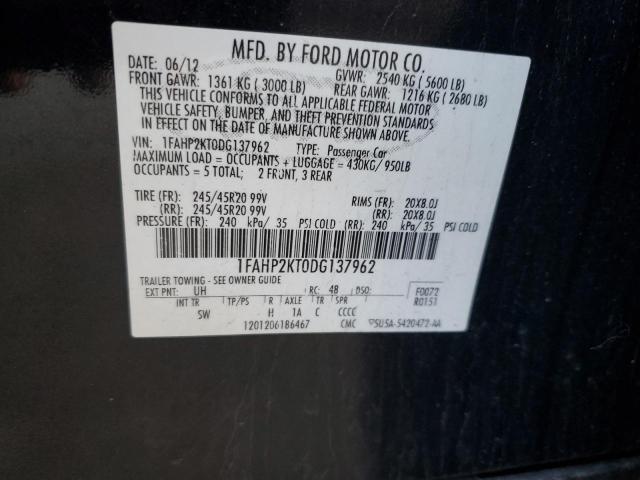 MFD. BY FORD MOTOR CO.
DATE: 06/12 GVWR: 2540 KG ( 5600 LB)
FRONT GAWR: 1361 KG ( 3000 LB) REAR GAWR: 1216 KG ( 2680 LB)
THIS VEHICLE CONFORMS TO ALL APPLICABLE FEDERAL MOTOR
VEHICLE SAFETY, BUMPER, AND THEFT PREVENTION STANDARDS
IN EFFECT ON THE DATE OF MANUFACTURE SHOWN ABOVE.
VIN: 1FAHP2KT0DG137962 TYPE: Passenger Car
MAXIMUM LOAD = OCCUPANTS + LUGGAGE = 430KG/ 950LB
OCCUPANTS = 5 TOTAL; 2 FRONT, 3 REAR
TIRE (FR): 245/45R20 99V RIMS (FR): 20X8.0J
(RR): 245/45R20 99V (RR): 20X8.0J
PRESSURE (FR): 240 kPa/ 35 PSI COLD (RR): 240 kPa/ 35 PSI COLD
1FAHP2KT0DG137962
TRAILER TOWING - SEE OWNER GUIDE
EXT PNT: UH RC: 48 DSO: F0072
R0151
INT TR TP/PS R AXLE TR SPR
SW H 1A C CCCC
1201206186467 CMC 5U5A-5420472-AA